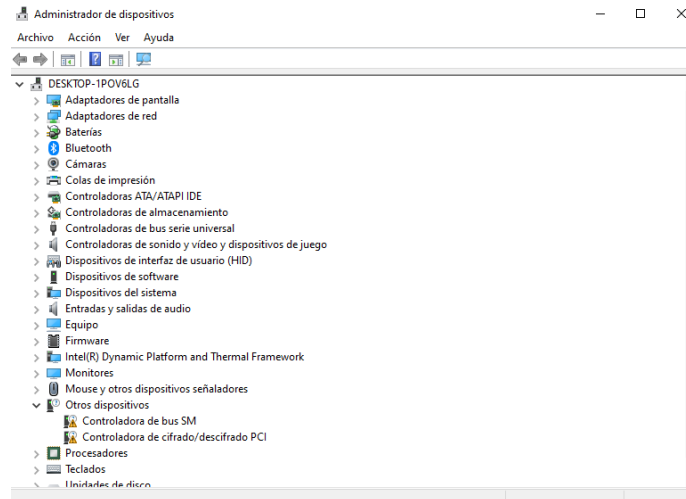 Administrador de dispositivos
Archivo Acción Ver Ayuda
DESKTOP-1POV6LG
Adaptadores de pantalla
Adaptadores de red
Baterías
Bluetooth
Cámaras
Colas de impresión
Controladoras ATA/ATAPI IDE
Controladoras de almacenamiento
Controladoras de bus serie universal
Controladoras de sonido y vídeo y dispositivos de juego
Dispositivos de interfaz de usuario (HID)
Dispositivos de software
Dispositivos del sistema
Entradas y salidas de audio
Equipo
Firmware
Intel(R) Dynamic Platform and Thermal Framework
Monitores
Mouse y otros dispositivos señaladores
Otros dispositivos
Controladora de bus SM
Controladora de cifrado/descifrado PCI
Procesadores
Teclados
Unidades de disco